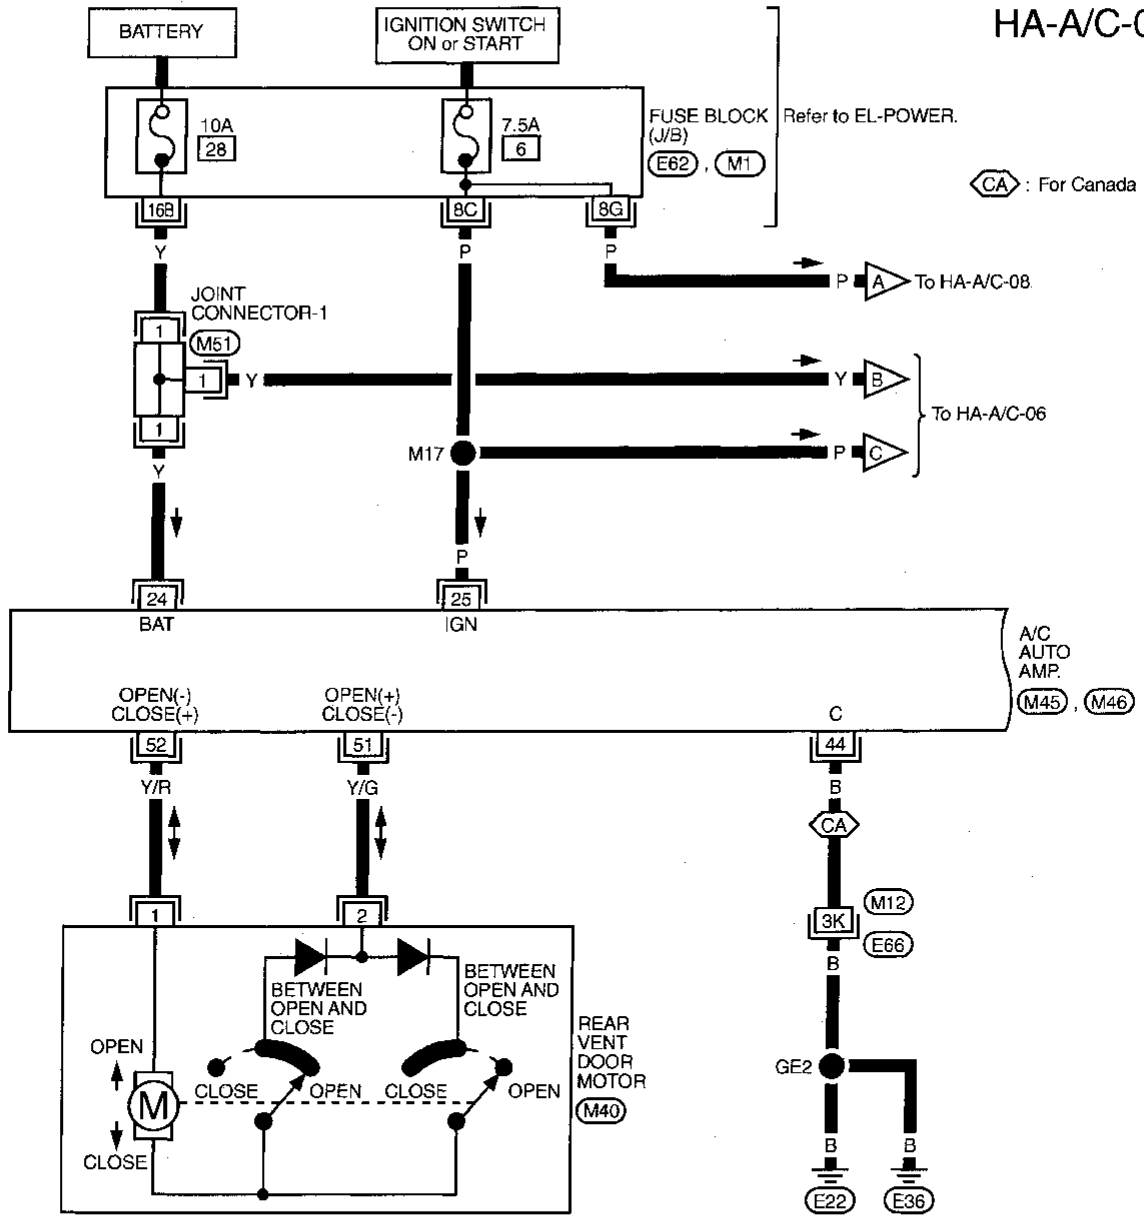 HA-A/C-0
BATTERY
IGNITION SWITCH
ON or START
10A
28
7.5A
6
FUSE BLOCK
(J/B)
E62 , M1
Refer to EL-POWER.
CA : For Canada
16B
8C
8G
Y
P
P
P
A
To HA-A/C-08
JOINT
CONNECTOR-1
M51
1
1
1
Y
Y
B
To HA-A/C-06
M17
P
C
Y
P
24
25
BAT
IGN
A/C
AUTO
AMP.
M45 , M46
OPEN(-)
CLOSE(+)
OPEN(+)
CLOSE(-)
C
52
51
44
Y/R
Y/G
B
CA
1
2
3K
M12
E66
B
BETWEEN
OPEN AND
CLOSE
BETWEEN
OPEN AND
CLOSE
REAR
VENT
DOOR
MOTOR
M40
OPEN
CLOSE
OPEN
CLOSE
OPEN
M
CLOSE
GE2
B
B
E22
E36